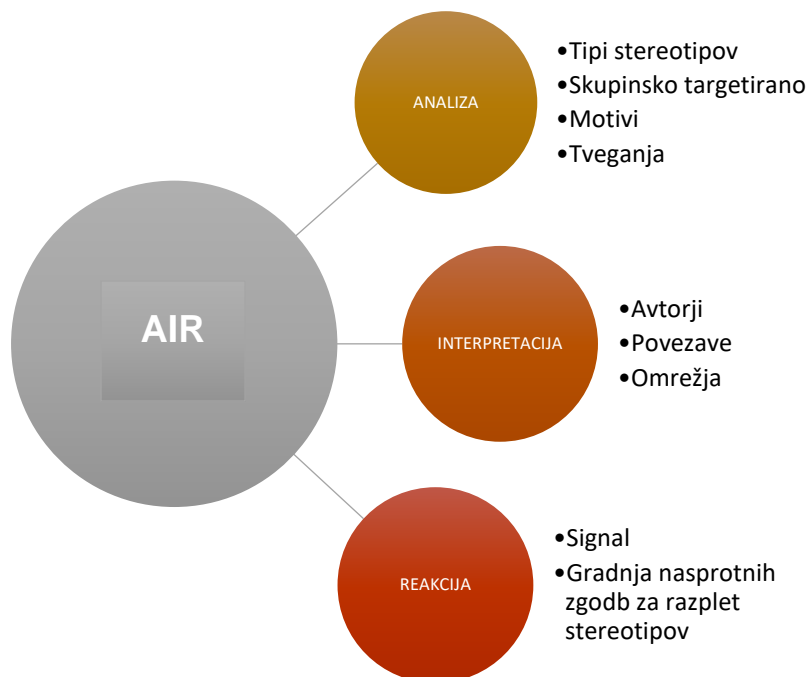 AIR
ANALIZA
•Tipi stereotipov
•Skupinsko targetirano
•Motivi
•Tveganja
INTERPRETACIJA
•Avtorji
•Povezave
•Omrežja
REAKCIJA
•Signal
•Gradnja nasprotnih
zgodb za razplet
stereotipov